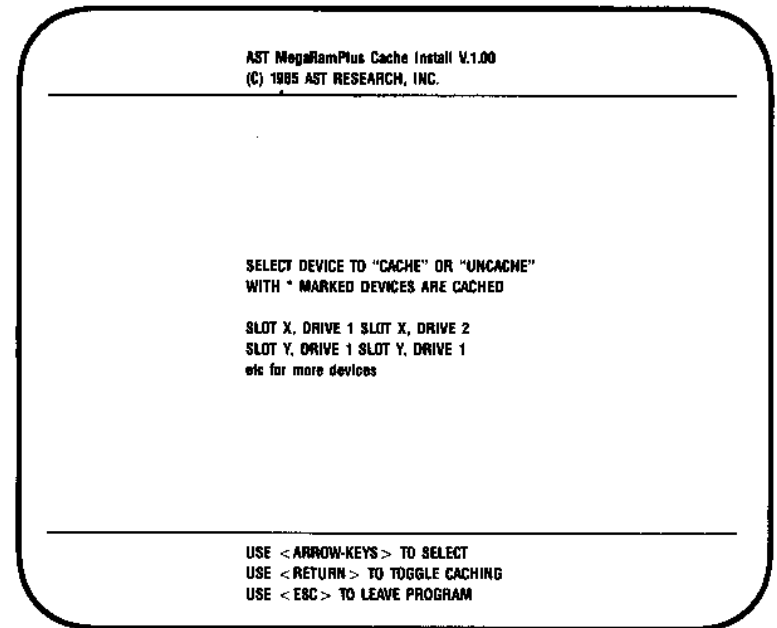 AST MegaRamPlus Cache Install V.1.00
(C) 1985 AST RESEARCH, INC.
SELECT DEVICE TO "CACHE" OR "UNCACHE"
WITH * MARKED DEVICES ARE CACHED
SLOT X, DRIVE 1 SLOT X, DRIVE 2
SLOT Y, DRIVE 1 SLOT Y, DRIVE 1
etc for more devices
USE <ARROW-KEYS> TO SELECT
USE <RETURN> TO TOGGLE CACHING
USE <ESC> TO LEAVE PROGRAM